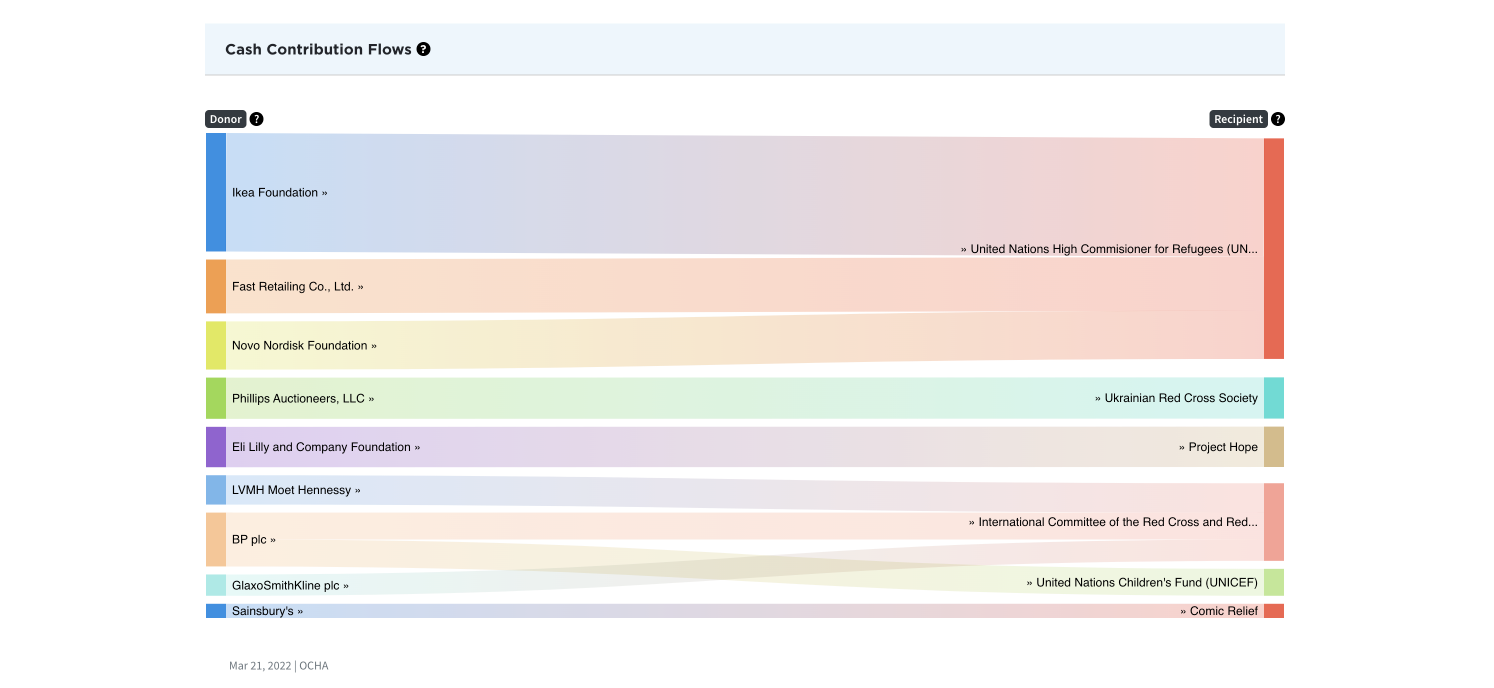 Cash Contribution Flows ?
Donor ?
Recipient ?
Ikea Foundation »
» United Nations High Commisioner for Refugees (UN...
Fast Retailing Co., Ltd. »
Novo Nordisk Foundation »
Phillips Auctioneers, LLC »
» Ukrainian Red Cross Society
Eli Lilly and Company Foundation »
» Project Hope
LVMH Moet Hennessy »
» International Committee of the Red Cross and Red...
BP plc »
GlaxoSmithKline plc »
» United Nations Children's Fund (UNICEF)
Sainsbury's »
» Comic Relief
Mar 21, 2022 | OCHA